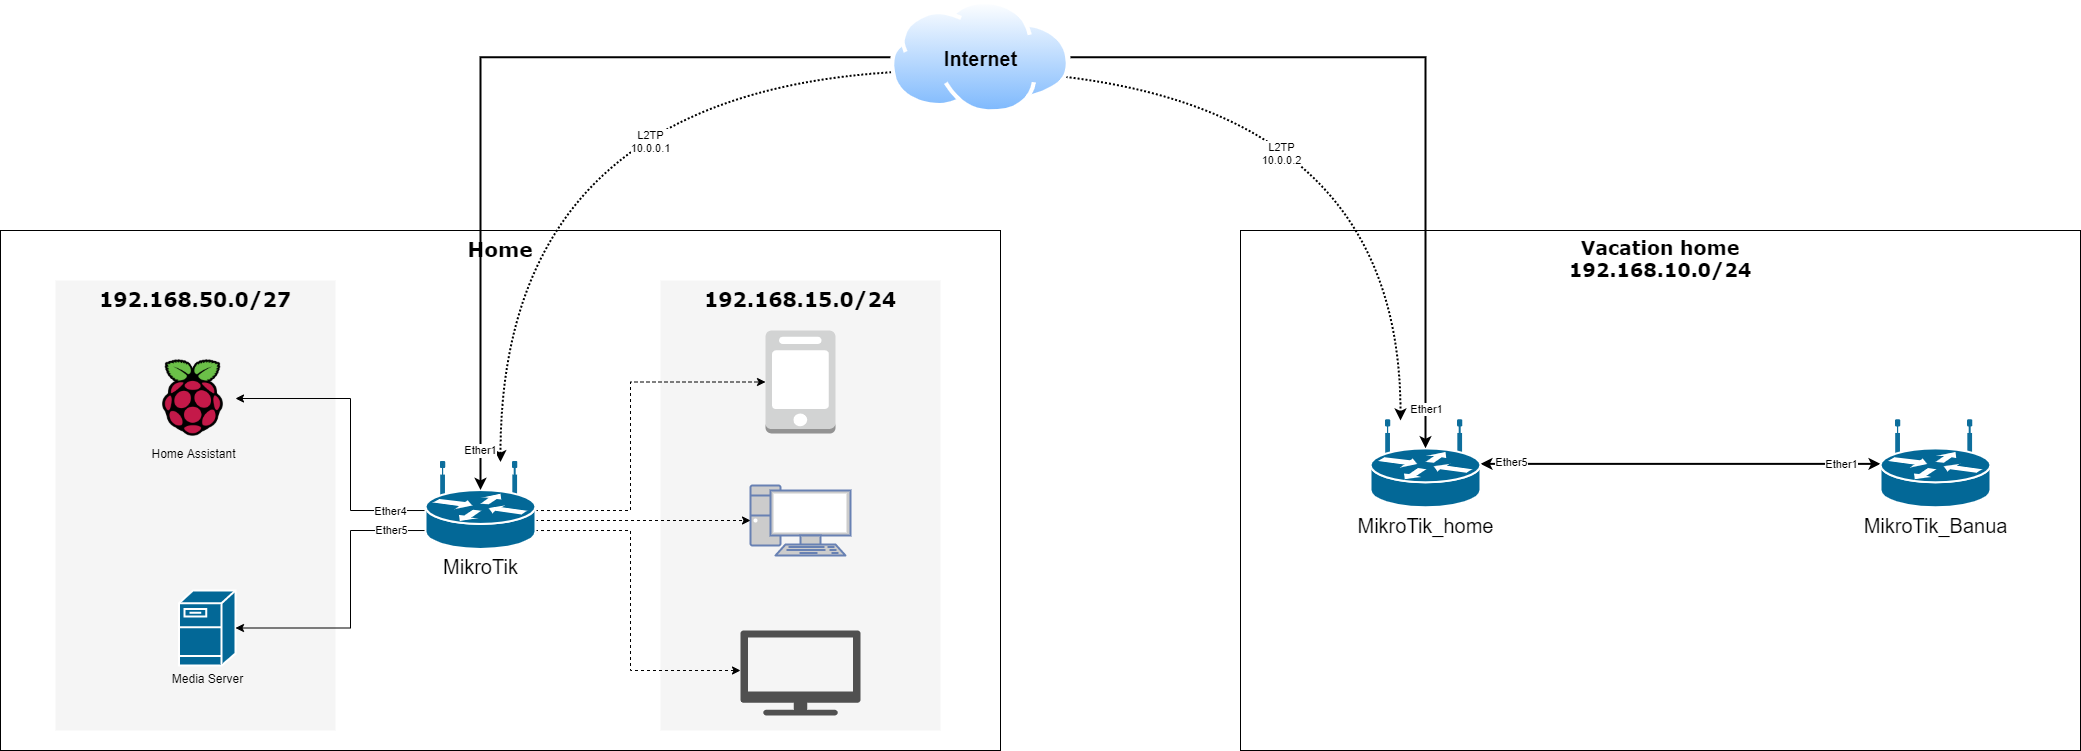 Internet
L2TP
10.0.0.1
L2TP
10.0.0.2
Home
192.168.50.0/27
Home Assistant
Media Server
Ether1
Ether4
Ether5
MikroTik
192.168.15.0/24
Vacation home
192.168.10.0/24
Ether1
Ether5
Ether1
MikroTik_home
MikroTik_Banua